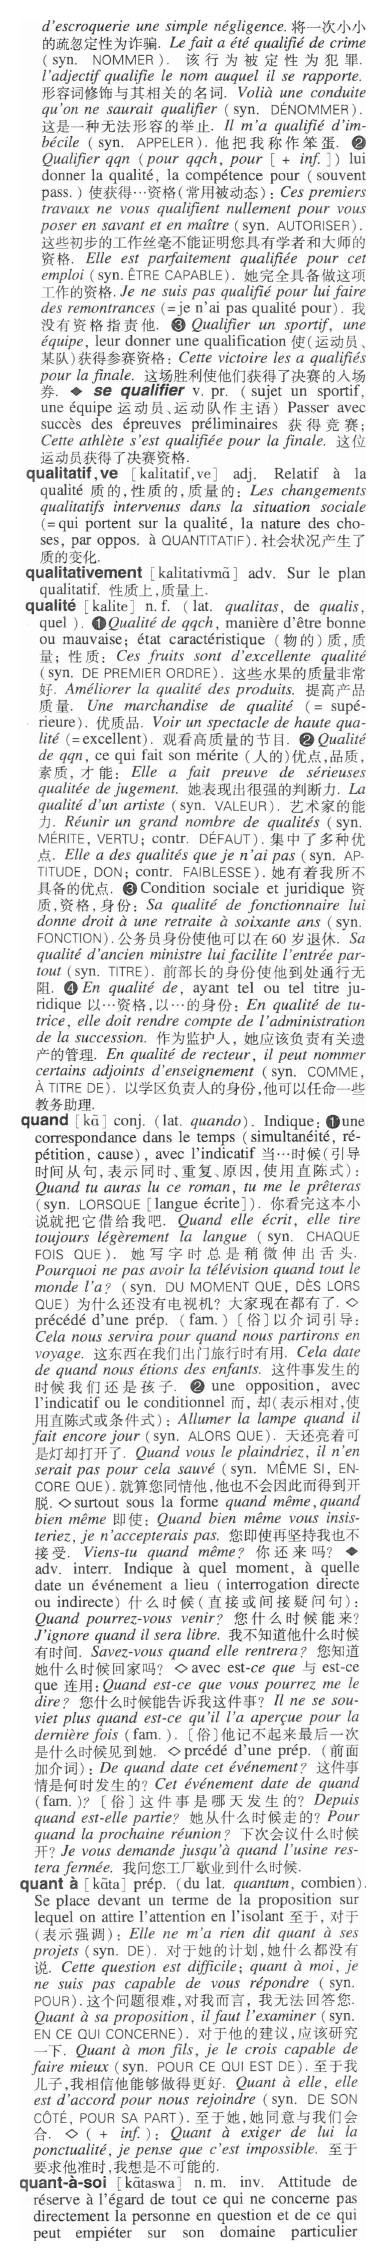 d'escroquerie une simple négligence. 将一次小小
的疏忽定性为诈骗. Le fait a été qualifié de crime
(syn. NOMMER). 该行为被定性为犯罪.
l'adjectif qualifie le nom auquel il se rapporte.
形容词修饰与其相关的名词. Voilà une conduite
qu'on ne saurait qualifier (syn. DÉNOMMER).
这是一种无法形容的举止. Il m'a qualifié d'im-
bécile (syn. APPELER). 他把我称作笨蛋. ❷
Qualifier qqn (pour qqch, pour [+ inf.]) lui
donner la qualité, la compétence pour (souvent
pass.) 使获得…资格(常用被动态): Ces premiers
travaux ne vous qualifient nullement pour vous
poser en savant et en maître (syn. AUTORISER).
这些初步的工作丝毫不能证明您具有学者和大师的
资格. Elle est parfaitement qualifiée pour cet
emploi (syn. ÊTRE CAPABLE). 她完全具备做这项
工作的资格. Je ne suis pas qualifié pour lui faire
des remontrances (= je n'ai pas qualité pour). 我
没有资格指责他. ❸ Qualifier un sportif, une
équipe, leur donner une qualification 使(运动员、
某队)获得参赛资格: Cette victoire les a qualifiés
pour la finale. 这场胜利使他们获得了决赛的入场
券. ◆ se qualifier v. pr. (sujet un sportif,
une équipe 运动员、运动队作主语) Passer avec
succès des épreuves préliminaires 获得竞赛;
Cette athlète s'est qualifiée pour la finale. 这位
运动员获得了决赛资格.
qualitatif,ve [kalitatif,ve] adj. Relatif à la
qualité 质的,性质的,质量的: Les changements
qualitatifs intervenus dans la situation sociale
(= qui portent sur la qualité, la nature des cho-
ses, par oppos. à QUANTITATIF). 社会状况产生了
质的变化.
qualitativement [kalitativmɑ̃] adv. Sur le plan
qualitatif. 性质上,质量上.
qualité [kalite] n. f. (lat. qualitas, de qualis,
quel). ❶ Qualité de qqch, manière d'être bonne
ou mauvaise; état caractéristique (物的)质,质
量; 性质: Ces fruits sont d'excellente qualité
(syn. DE PREMIER ORDRE). 这些水果的质量非常
好. Améliorer la qualité des produits. 提高产品
质量. Une marchandise de qualité (= supé-
rieure). 优质品. Voir un spectacle de haute qua-
lité (= excellent). 观看高质量的节目. ❷ Qualité
de qqn, ce qui fait son mérite (人的)优点,品质,
素质,才能: Elle a fait preuve de sérieuses
qualitée de jugement. 她表现出很强的判断力. La
qualité d'un artiste (syn. VALEUR). 艺术家的能
力. Réunir un grand nombre de qualités (syn.
MÉRITE, VERTU; contr. DÉFAUT). 集中了多种优
点. Elle a des qualités que je n'ai pas (syn. AP-
TITUDE, DON; contr. FAIBLESSE). 她有着我所不
具备的优点. ❸ Condition sociale et juridique 资
质,资格,身份: Sa qualité de fonctionnaire lui
donne droit à une retraite à soixante ans (syn.
FONCTION). 公务员身份使他可以在 60 岁退休. Sa
qualité d'ancien ministre lui facilite l'entrée par-
tout (syn. TITRE). 前部长的身份使他到处通行无
阻. ❹ En qualité de, ayant tel ou tel titre ju-
ridique 以…资格,以…的身份: En qualité de tu-
trice, elle doit rendre compte de l'administration
de la succession. 作为监护人, 她应该负责有关遗
产的管理. En qualité de recteur, il peut nommer
certains adjoints d'enseignement (syn. COMME,
À TITRE DE). 以学区负责人的身份,他可以任命一些
教务助理.
quand [kɑ̃] conj. (lat. quando). Indique: ❶ une
correspondance dans le temps (simultanéité, ré-
pétition, cause), avec l'indicatif 当…时候(引导
时间从句,表示同时、重复、原因,使用直陈式):
Quand tu auras lu ce roman, tu me le prêteras
(syn. LORSQUE [langue écrite]). 你看完这本小
说就把它借给我吧. Quand elle écrit, elle tire
toujours légèrement la langue (syn. CHAQUE
FOIS QUE). 她写字时总是稍微伸出舌头.
Pourquoi ne pas avoir la télévision quand tout le
monde l'a? (syn. DU MOMENT QUE, DÈS LORS
QUE) 为什么还没有电视机? 大家现在都有了. ◇
précédé d'une prép. (fam.) [俗]以介词引导:
Cela nous servira pour quand nous partirons en
voyage. 这东西在我们出门旅行时有用. Cela date
de quand nous étions des enfants. 这件事发生的
时候我们还是孩子. ❷ une opposition, avec
l'indicatif ou le conditionnel 而, 却(表示相对,使
用直陈式或条件式): Allumer la lampe quand il
fait encore jour (syn. ALORS QUE). 天还亮着可
是灯却打开了. Quand vous le plaindriez, il n'en
serait pas pour cela sauvé (syn. MÊME SI, EN-
CORE QUE). 就算您同情他,他也不会因此而得到开
脱. ◇ surtout sous la forme quand même, quand
bien même 即使: Quand bien même vous insis-
teriez, je n'accepterais pas. 您即使再坚持我也不
接受. Viens-tu quand même? 你还来吗? ◆
adv. interr. Indique à quel moment, à quelle
date un événement a lieu (interrogation directe
ou indirecte) 什么时候(直接或间接疑问句):
Quand pourrez-vous venir? 您什么时候能来?
J'ignore quand il sera libre. 我不知道他什么时候
有时间. Savez-vous quand elle rentrera? 您知道
她什么时候回家吗? ◇ avec est-ce que 与 est-ce
que 连用: Quand est-ce que vous pourrez me le
dire? 您什么时候能告诉我这件事? Il ne se sou-
viet plus quand est-ce qu'il l'a aperçue pour la
dernière fois (fam.). [俗]他记不起来最后一次
是什么时候见到她. ◇ prcédé d'une prép. (前面
加介词): De quand date cet événement? 这件事
情是何时发生的? Cet événement date de quand
(fam.)? [俗]这件事是哪天发生的? Depuis
quand est-elle partie? 她从什么时候走的? Pour
quand la prochaine réunion? 下次会议什么时候
开? Je vous demande jusqu'à quand l'usine res-
tera fermée. 我问您工厂歇业到什么时候.
quant à [kɑ̃ta] prép. (du lat. quantum, combien).
Se place devant un terme de la proposition sur
lequel on attire l'attention en l'isolant 至于, 对于
(表示强调): Elle ne m'a rien dit quant à ses
projets (syn. DE). 对于她的计划,她什么都没有
说. Cette question est difficile; quant à moi, je
ne suis pas capable de vous répondre (syn.
POUR). 这个问题很难,对我而言, 我无法回答您.
Quant à sa proposition, il faut l'examiner (syn.
EN CE QUI CONCERNE). 对于他的建议,应该研究
一下. Quant à mon fils, je le crois capable de
faire mieux (syn. POUR CE QUI EST DE). 至于我
儿子,我相信他能够做得更好. Quant à elle, elle
est d'accord pour nous rejoindre (syn. DE SON
CÔTÉ, POUR SA PART). 至于她,她同意与我们会
合. ◇ (+ inf.): Quant à exiger de lui la
ponctualité, je pense que c'est impossible. 至于
要求他准时,我想是不可能的.
quant-à-soi [kɑ̃taswa] n. m. inv. Attitude de
réserve à l'égard de tout ce qui ne concerne pas
directement la personne en question et de ce qui
peut empiéter sur son domaine particulier